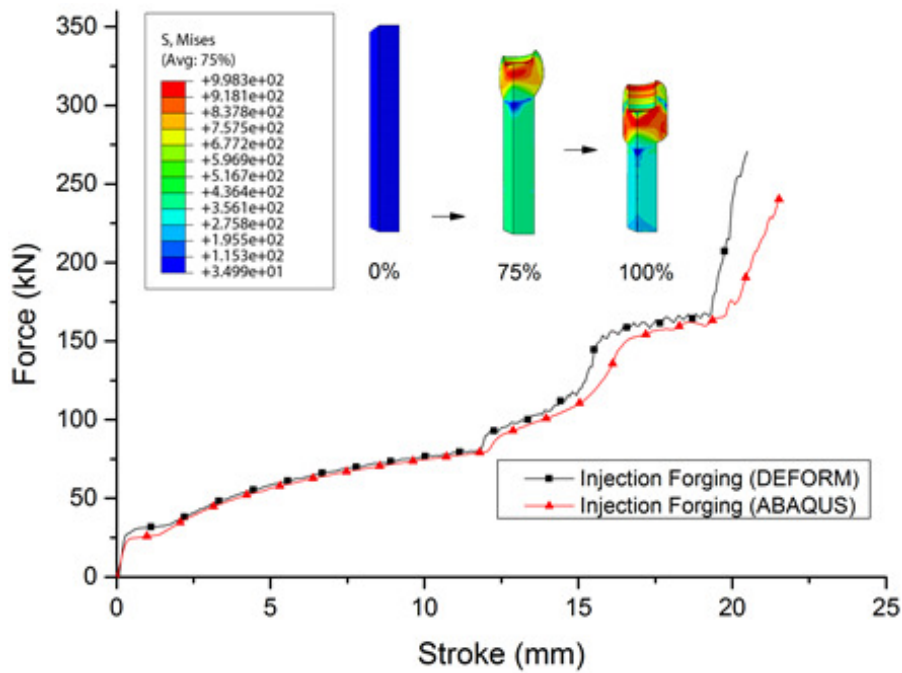 350
300
250
200
150
100
50
0
Force (kN)
S, Mises
(Avg: 75%)
+9.983e+02
+9.181e+02
+8.378e+02
+7.575e+02
+6.772e+02
+5.969e+02
+5.167e+02
+4.364e+02
+3.561e+02
+2.758e+02
+1.955e+02
+1.153e+02
+3.499e+01
0%
75%
100%
Injection Forging (DEFORM)
Injection Forging (ABAQUS)
0
5
10
15
20
25
Stroke (mm)